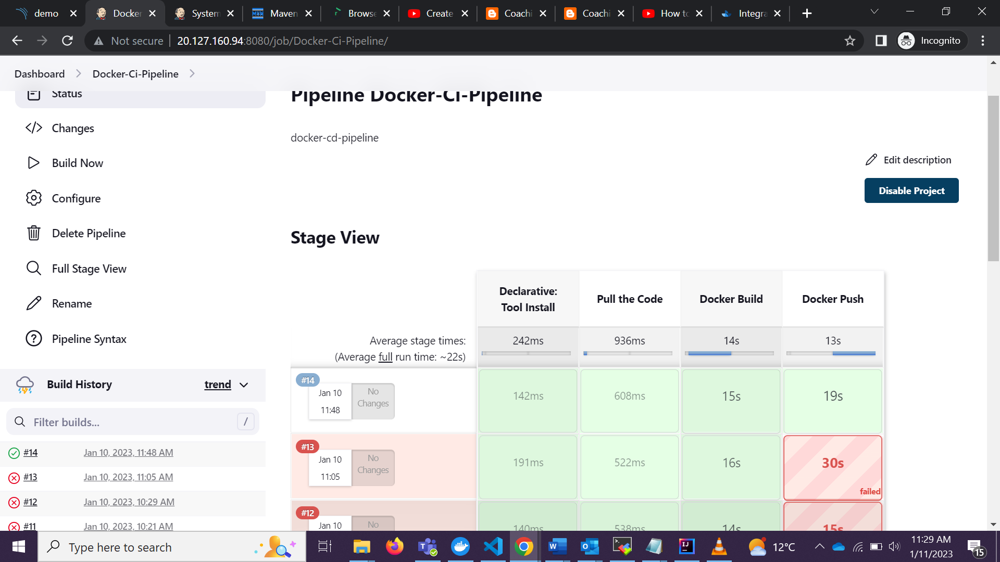 demo
Docker
System
Maven
Browse
Create
Coachi
Coachi
How to
Integra
Not secure
20.127.160.94:8080/job/Docker-Ci-Pipeline/
Incognito
Dashboard
Docker-Ci-Pipeline
Status
Changes
Build Now
Configure
Delete Pipeline
Full Stage View
Rename
Pipeline Syntax
Build History
trend
Filter builds...
/
#14
Jan 10, 2023, 11:48 AM
#13
Jan 10, 2023, 11:05 AM
#12
Jan 10, 2023, 10:29 AM
#11
Jan 10, 2023, 10:21 AM
Pipeline Docker-Ci-Pipeline
docker-cd-pipeline
Edit description
Disable Project
Stage View
Declarative:
Tool Install
Pull the Code
Docker Build
Docker Push
Average stage times:
(Average full run time: ~22s)
242ms
936ms
14s
13s
#14
Jan 10
11:48
No
Changes
142ms
608ms
15s
19s
#13
Jan 10
11:05
No
Changes
191ms
522ms
16s
30s
failed
#12
Jan 10
No
140ms
538ms
14s
15s
Type here to search
12°C
11:29 AM
1/11/2023
15